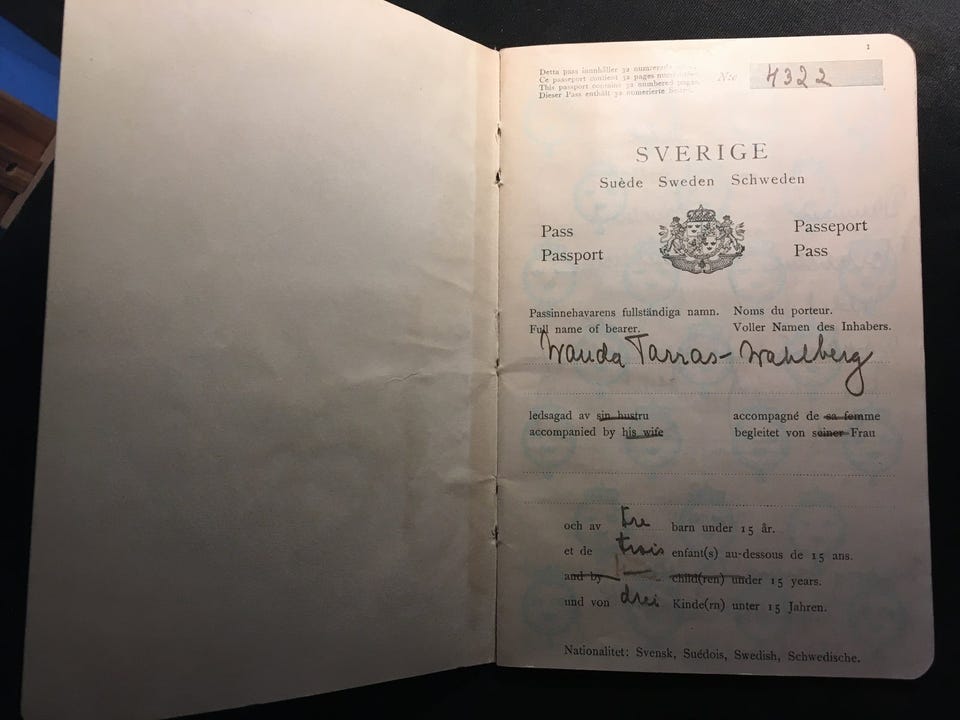 1
Detta pass innehåller 32 numrerade
Ce passeport contient 32 pages
This passport contains 32 numbered pages.
Dieser Pass enthält 32 numerierte Seiten.
N:o 4322
SVERIGE
Suède Sweden Schweden
Pass Passeport
Passport Pass
Passinnehavarens fullständiga namn. Noms du porteur.
Full name of bearer. Voller Namen des Inhabers.
Wanda Tarras-Wahlberg
ledsagad av sin hustru accompagné de sa femme
accompanied by his wife begleitet von seiner Frau
och av tre barn under 15 år.
et de trois enfant(s) au-dessous de 15 ans.
and by child(ren) under 15 years.
und von drei Kinde(rn) unter 15 Jahren.
Nationalitet: Svensk, Suédois, Swedish, Schwedische.